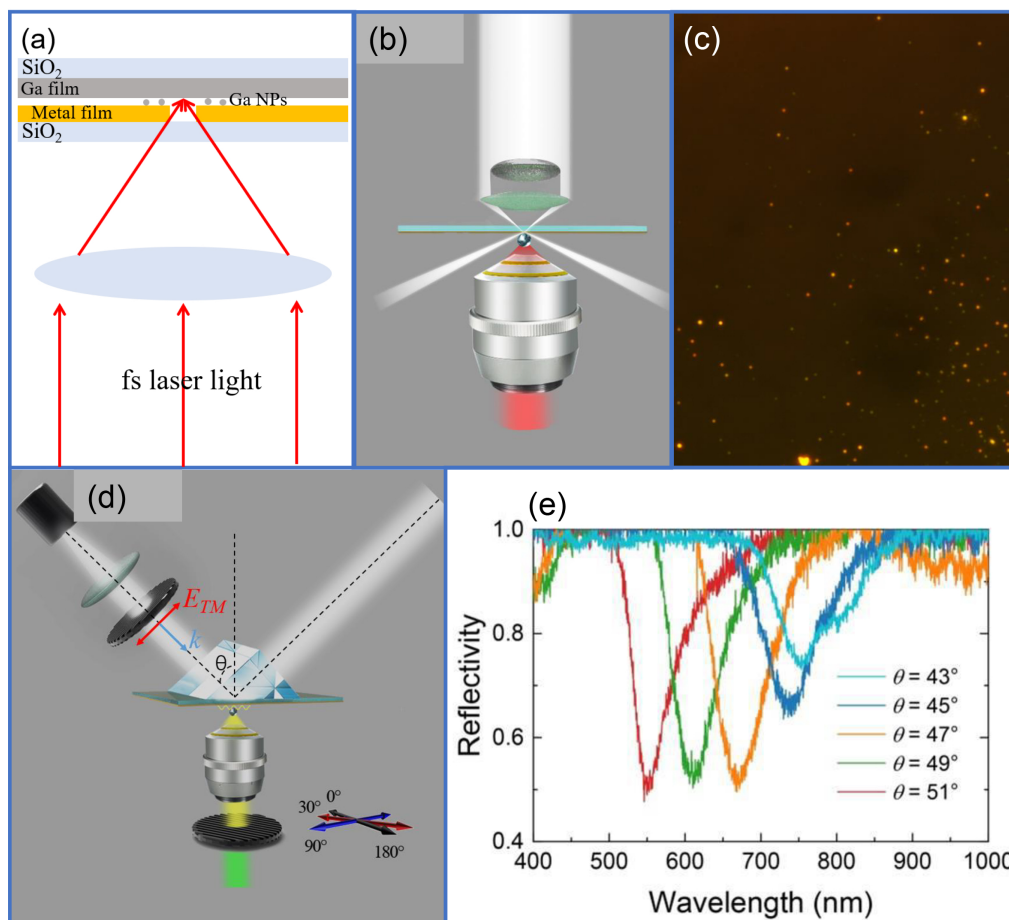 (a)
SiO₂
Ga film
Ga NPs
Metal film
SiO₂
fs laser light
(b)
(c)
(d)
E_TM
k
θ
30° 0°
90° 180°
(e)
Reflectivity
1.0
0.8
0.6
0.4
θ = 43°
θ = 45°
θ = 47°
θ = 49°
θ = 51°
400 500 600 700 800 900 1000
Wavelength (nm)